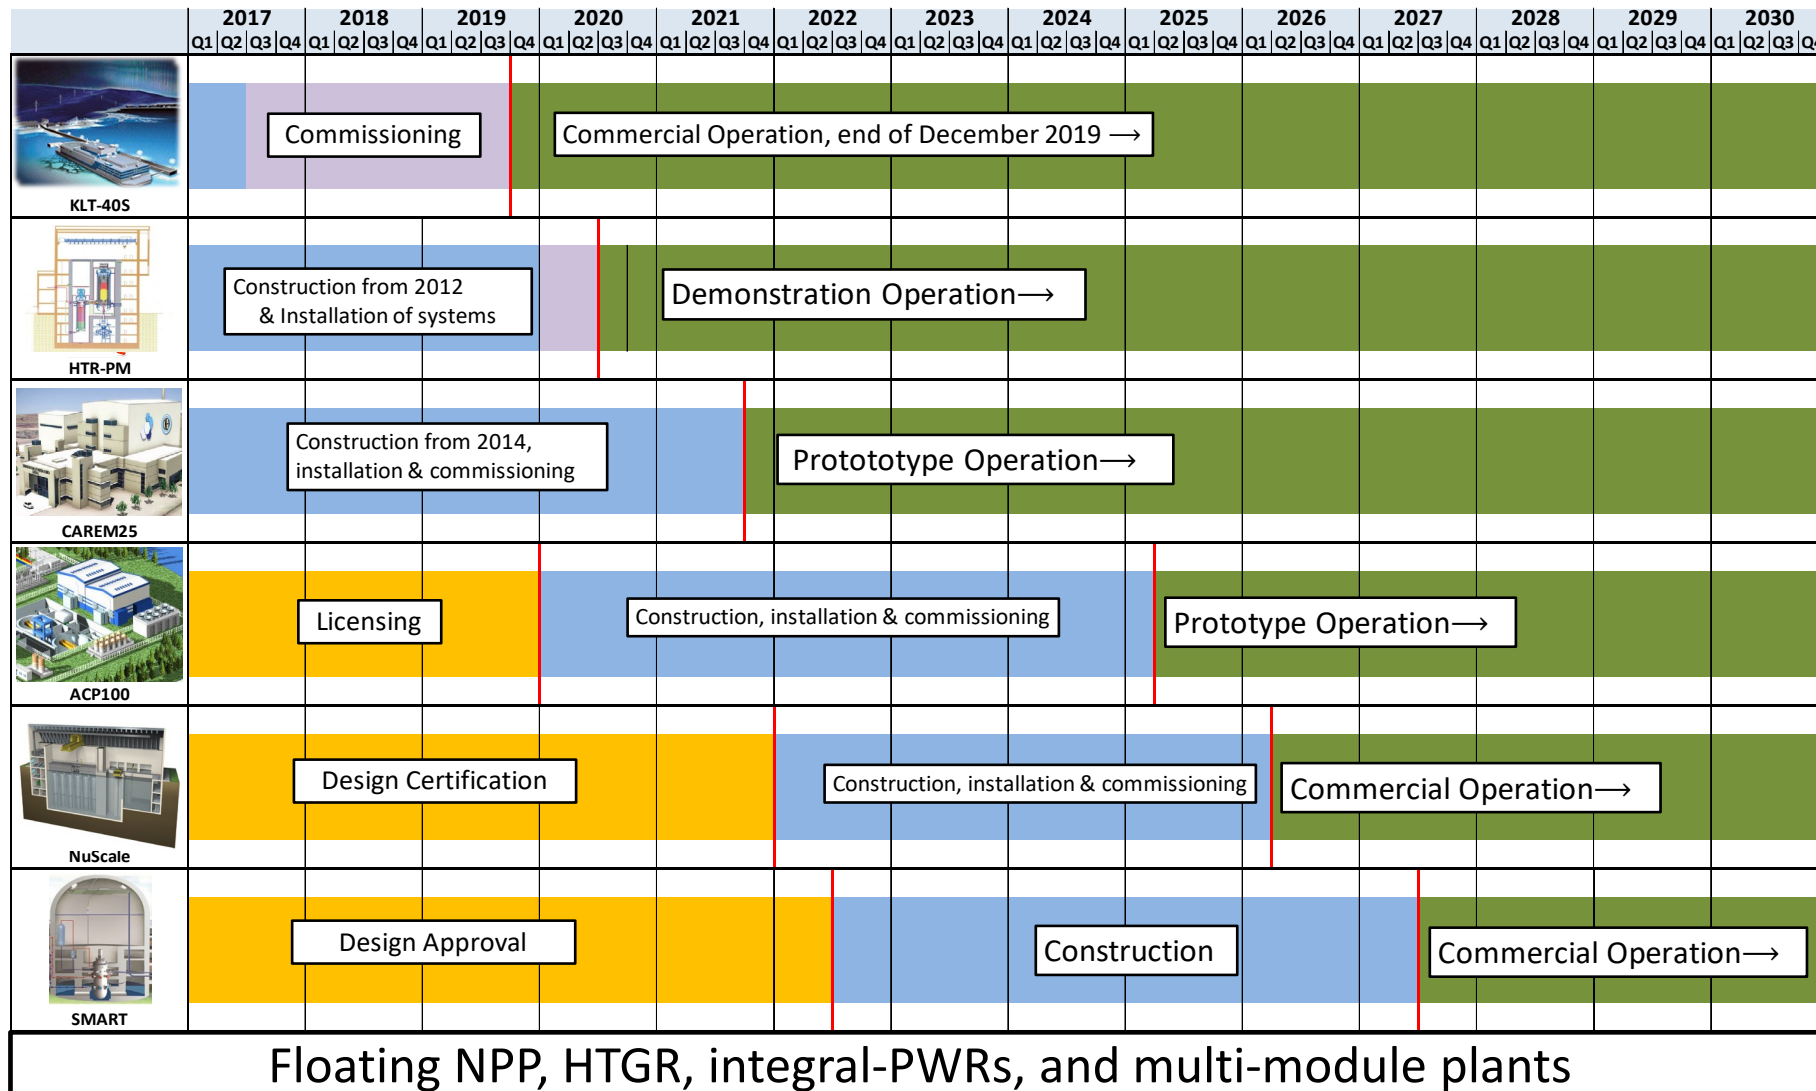 2017 2018 2019 2020 2021 2022 2023 2024 2025 2026 2027 2028 2029 2030
Q1 Q2 Q3 Q4 Q1 Q2 Q3 Q4 Q1 Q2 Q3 Q4 Q1 Q2 Q3 Q4 Q1 Q2 Q3 Q4 Q1 Q2 Q3 Q4 Q1 Q2 Q3 Q4 Q1 Q2 Q3 Q4 Q1 Q2 Q3 Q4 Q1 Q2 Q3 Q4 Q1 Q2 Q3 Q4 Q1 Q2 Q3 Q4 Q1 Q2 Q3 Q4 Q1 Q2 Q3 Q4
Commissioning
Commercial Operation, end of December 2019 →
KLT-40S
Construction from 2012
& Installation of systems
Demonstration Operation→
HTR-PM
Construction from 2014,
installation & commissioning
Protototype Operation→
CAREM25
Licensing
Construction, installation & commissioning
Prototype Operation→
ACP100
Design Certification
Construction, installation & commissioning
Commercial Operation→
NuScale
Design Approval
Construction
Commercial Operation→
SMART
Floating NPP, HTGR, integral-PWRs, and multi-module plants